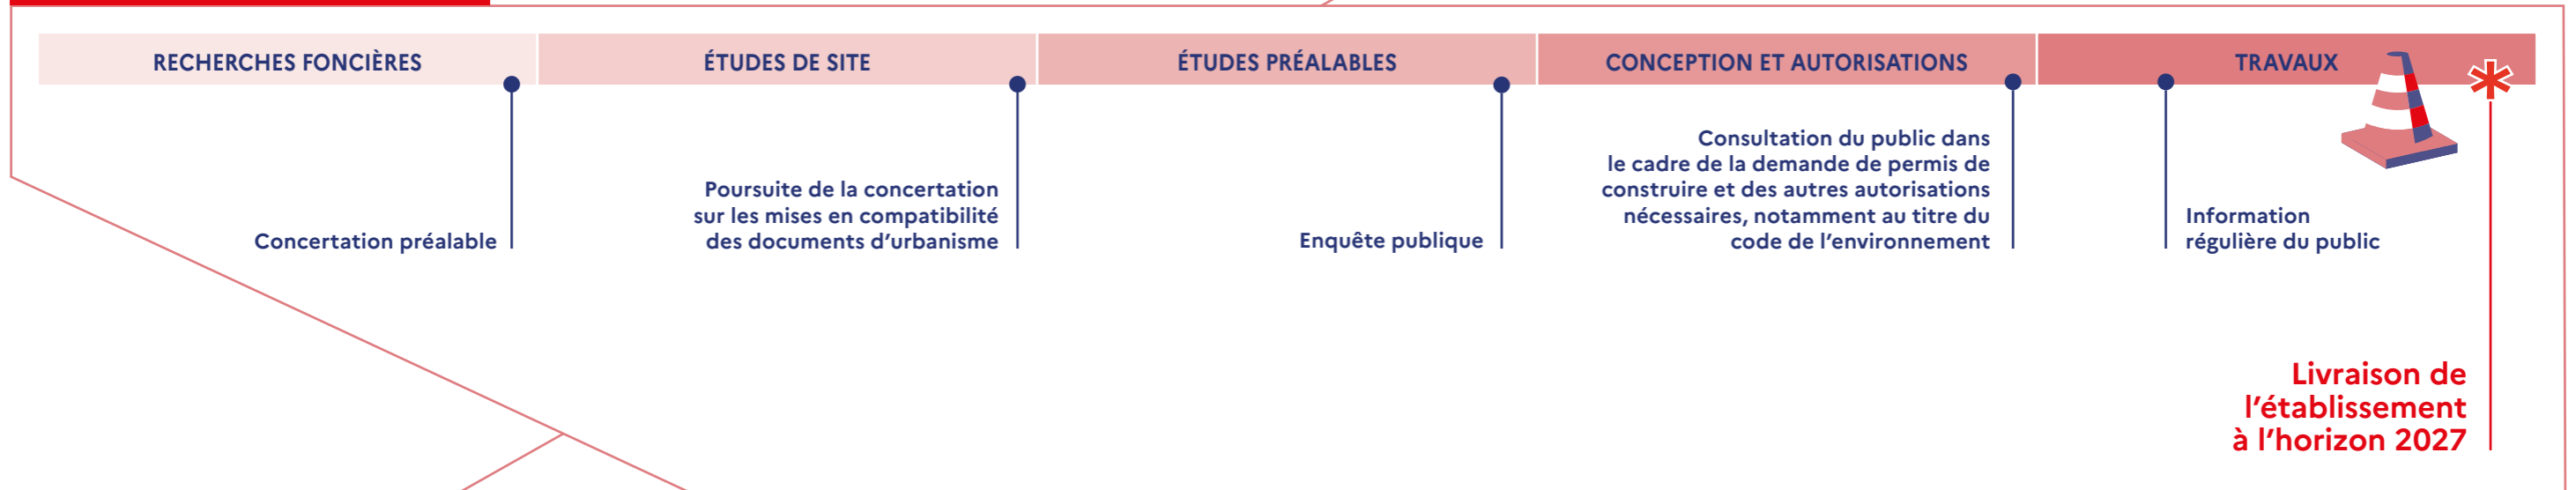 RECHERCHES FONCIÈRES
ÉTUDES DE SITE
ÉTUDES PRÉALABLES
CONCEPTION ET AUTORISATIONS
TRAVAUX
Concertation préalable
Poursuite de la concertation
sur les mises en compatibilité
des documents d’urbanisme
Enquête publique
Consultation du public dans
le cadre de la demande de permis de
construire et des autres autorisations
nécessaires, notamment au titre du
code de l’environnement
Information
régulière du public
Livraison de
l’établissement
à l’horizon 2027